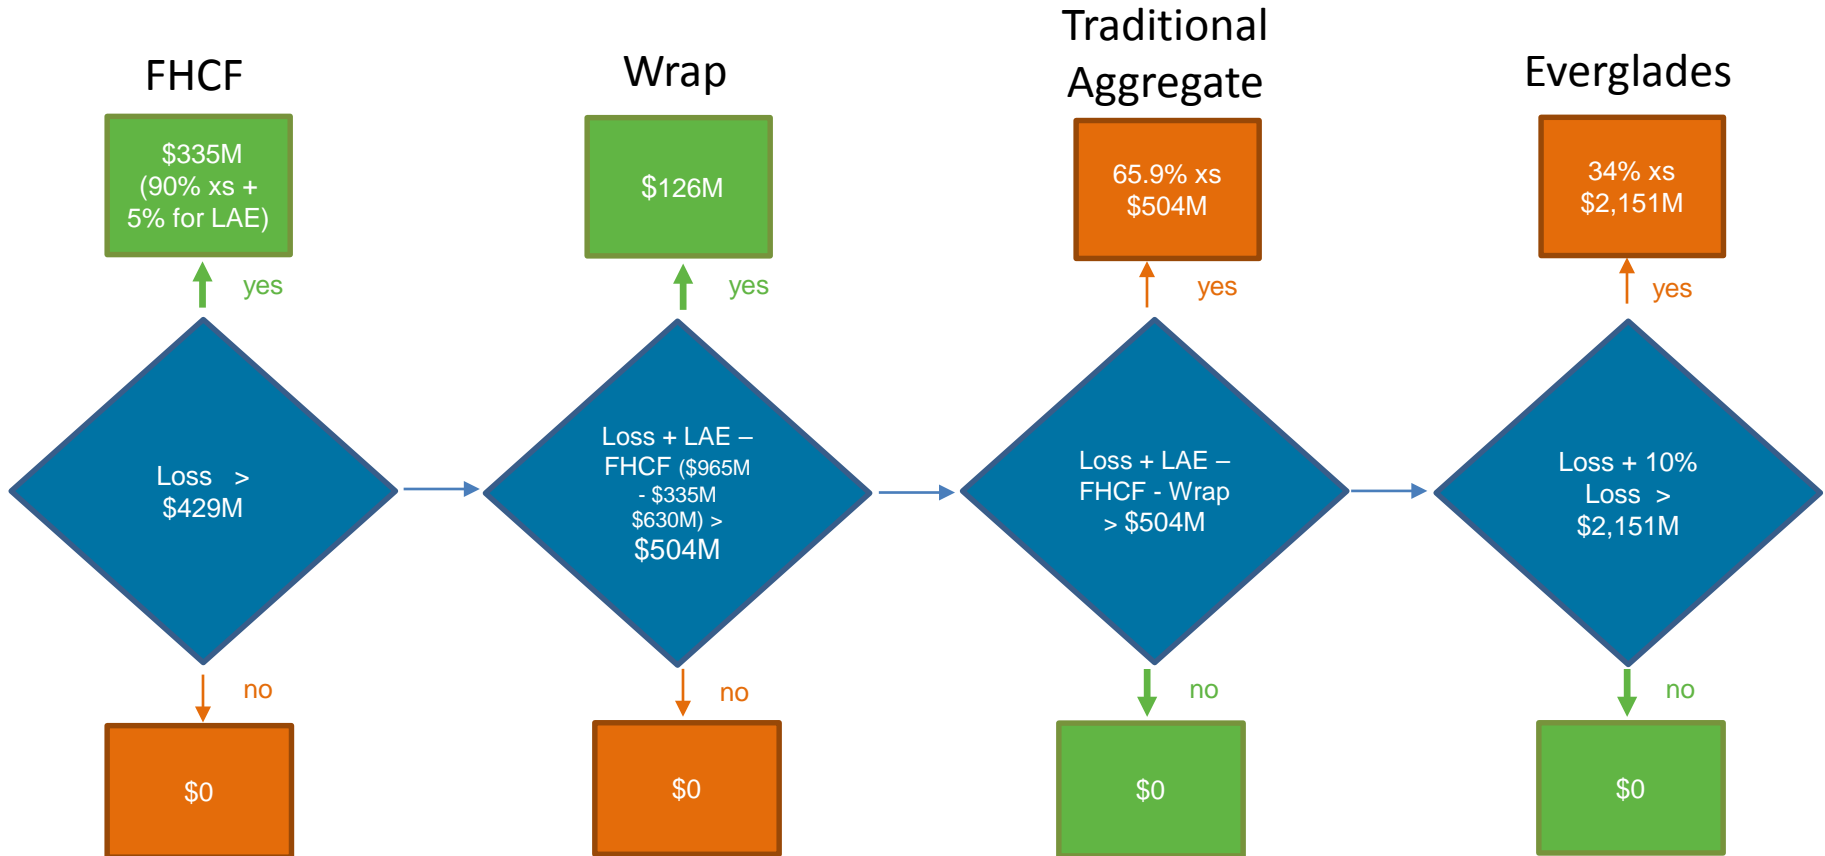 FHCF
$335M
(90% xs +
5% for LAE)
yes
Loss >
$429M
no
$0
Wrap
$126M
yes
Loss + LAE –
FHCF ($965M
- $335M
$630M) >
$504M
no
$0
Traditional
Aggregate
65.9% xs
$504M
yes
Loss + LAE –
FHCF - Wrap
> $504M
no
$0
Everglades
34% xs
$2,151M
yes
Loss + 10%
Loss >
$2,151M
no
$0